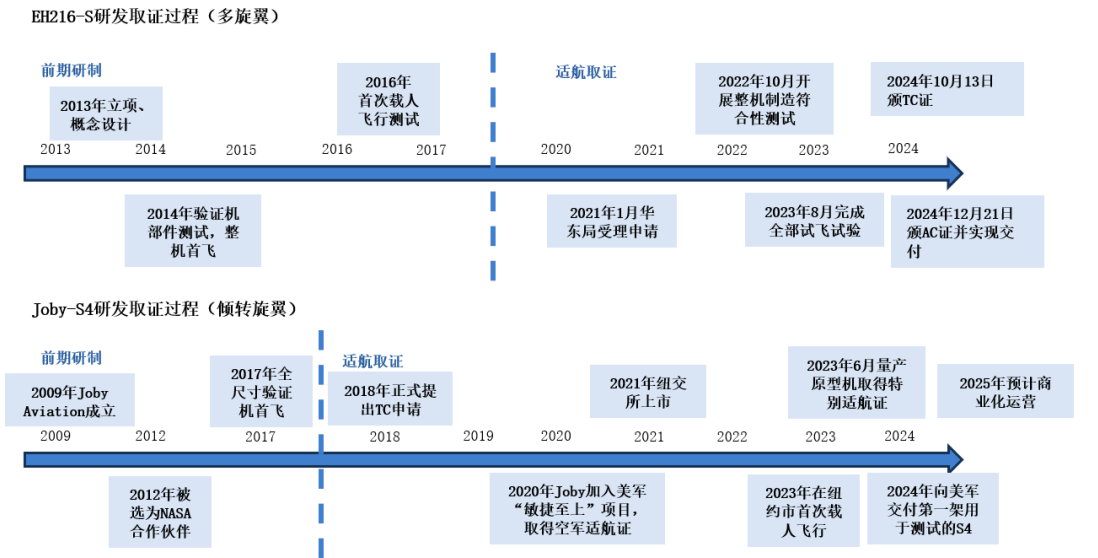 EH216-S研发取证过程（多旋翼）
前期研制
适航取证
2013年立项、
概念设计
2016年
首次载人
飞行测试
2022年10月开
展整机制造符
合性测试
2024年10月13日
颁TC证
2013 2014 2015 2016 2017 2020 2021 2022 2023 2024
2014年验证机
部件测试，整
机首飞
2021年1月华
东局受理申请
2023年8月完成
全部试飞试验
2024年12月21日
颁AC证并实现交
付
Joby-S4研发取证过程（倾转旋翼）
前期研制
适航取证
2009年Joby
Aviation成立
2017年全
尺寸验证
机首飞
2018年正式提
出TC申请
2021年纽交
所上市
2023年6月量产
原型机取得特
别适航证
2025年预计商
业化运营
2009 2012 2017 2018 2019 2020 2021 2022 2023 2024
2012年被
选为NASA
合作伙伴
2020年Joby加入美军
“敏捷至上”项目，
取得空军适航证
2023年在纽
约市首次载
人飞行
2024年向美军
交付第一架用
于测试的S4